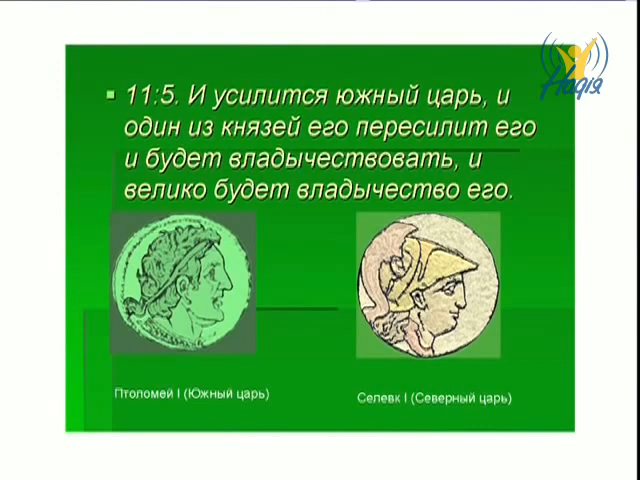 Надія
11:5. И усилится южный царь, и
один из князей его пересилит его
и будет владычествовать, и
велико будет владычество его.
Птоломей I (Южный царь)
Селевк I (Северный царь)